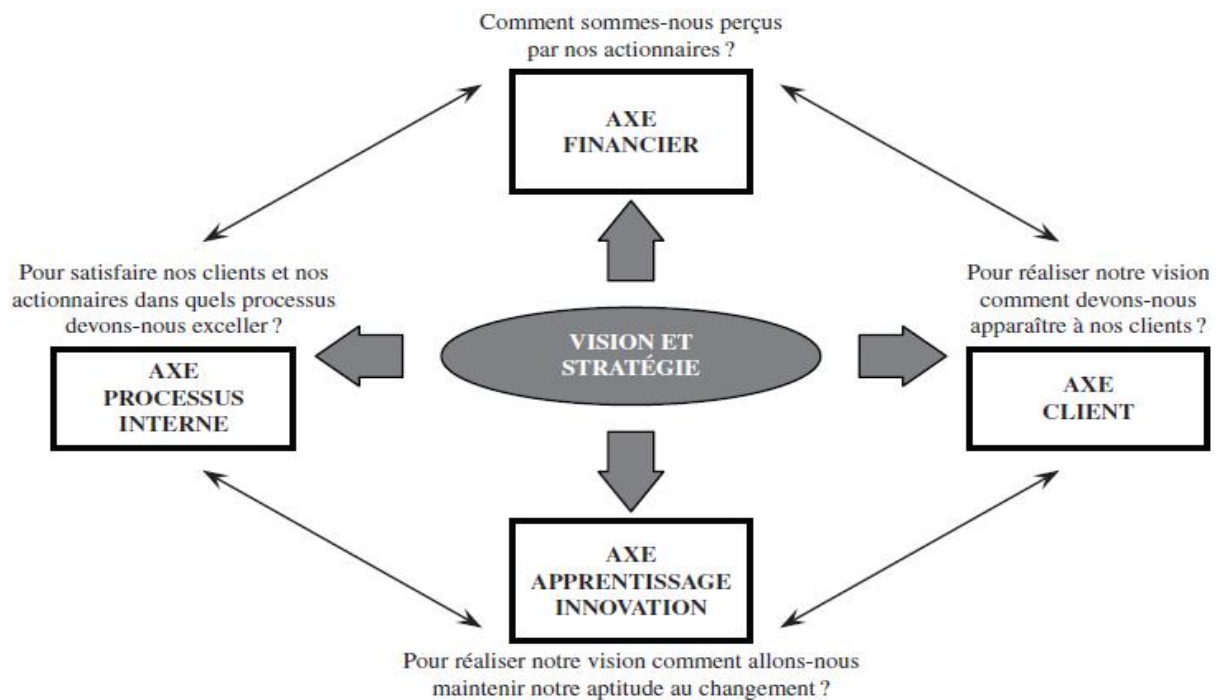 Comment sommes-nous perçus
par nos actionnaires ?
AXE
FINANCIER
Pour satisfaire nos clients et nos
actionnaires dans quels processus
devons-nous exceller ?
AXE
PROCESSUS
INTERNE
VISION ET
STRATÉGIE
Pour réaliser notre vision
comment devons-nous
apparaître à nos clients ?
AXE
CLIENT
AXE
APPRENTISSAGE
INNOVATION
Pour réaliser notre vision comment allons-nous
maintenir notre aptitude au changement ?